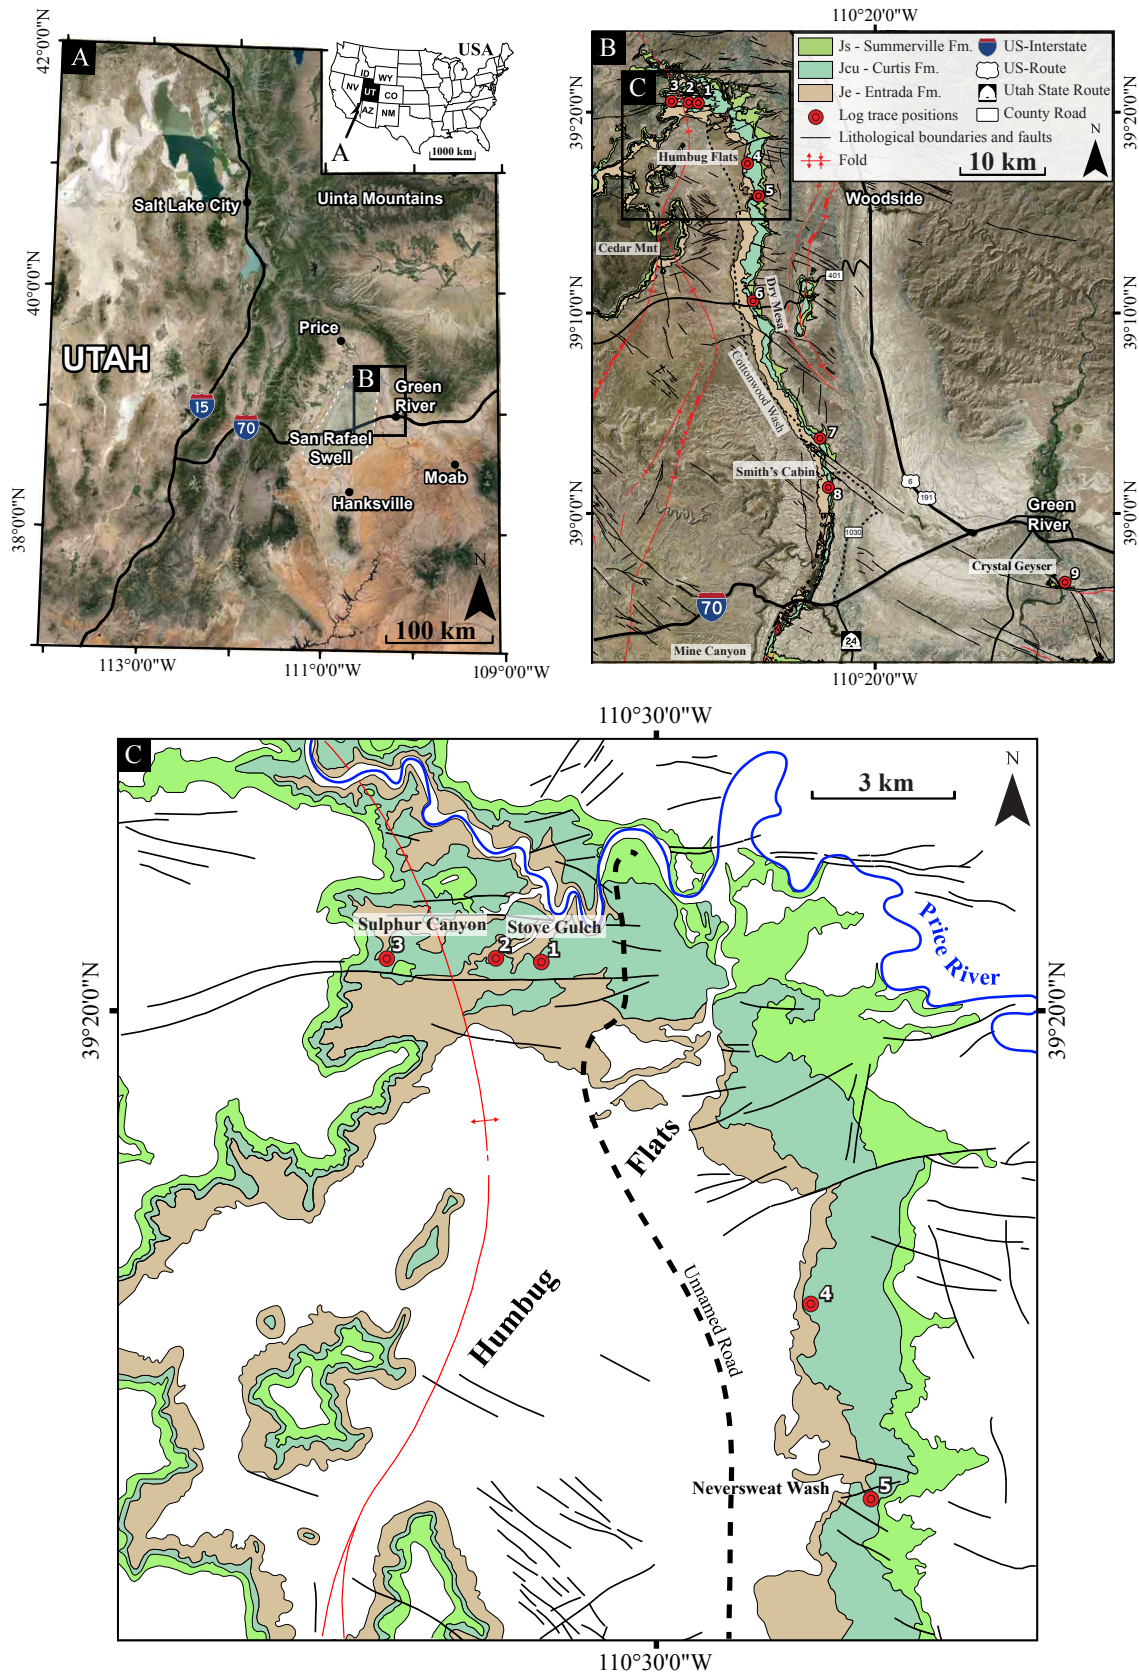 A
42°0'0"N
40°0'0"N
38°0'0"N
USA
ID
WY
NV
UT
CO
AZ
NM
A
1000 km
Salt Lake City
Uinta Mountains
Price
UTAH
B
Green
River
15
70
San Rafael
Swell
Moab
Hanksville
N
100 km
113°0'0"W
111°0'0"W
109°0'0"W
110°20'0"W
B
Js - Summerville Fm.
Jcu - Curtis Fm.
Je - Entrada Fm.
Log trace positions
Lithological boundaries and faults
Fold
US-Interstate
US-Route
Utah State Route
County Road
N
10 km
C
3
2
1
Humbug Flats
4
5
Woodside
Cedar Mnt
401
6
Dry Mesa
Cottonwood Wash
7
Smith's Cabin
8
6
191
1030
Green
River
Crystal Geyser
9
70
24
Mine Canyon
39°20'0"N
39°10'0"N
39°0'0"N
39°20'0"N
39°10'0"N
39°0'0"N
110°20'0"W
110°30'0"W
C
N
3 km
Sulphur Canyon
Stove Gulch
3
2
1
Price River
39°20'0"N
39°20'0"N
Flats
Humbug
Unnamed Road
4
Neversweat Wash
5
110°30'0"W